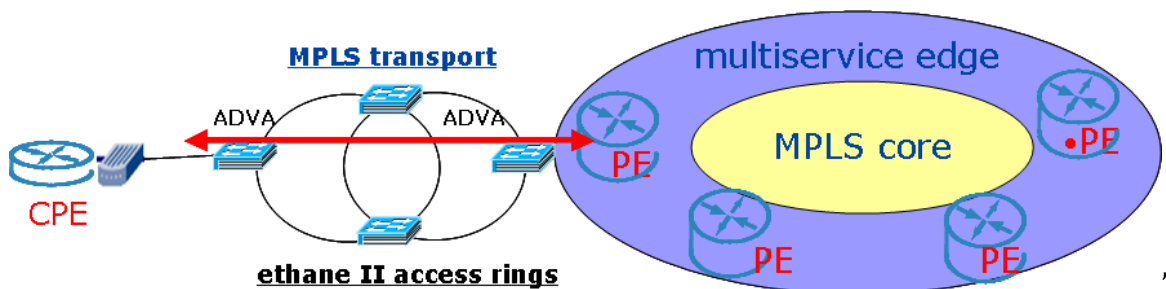 MPLS transport
multiservice edge
ADVA
ADVA
MPLS core
PE
•PE
CPE
PE
PE
ethane II access rings
,